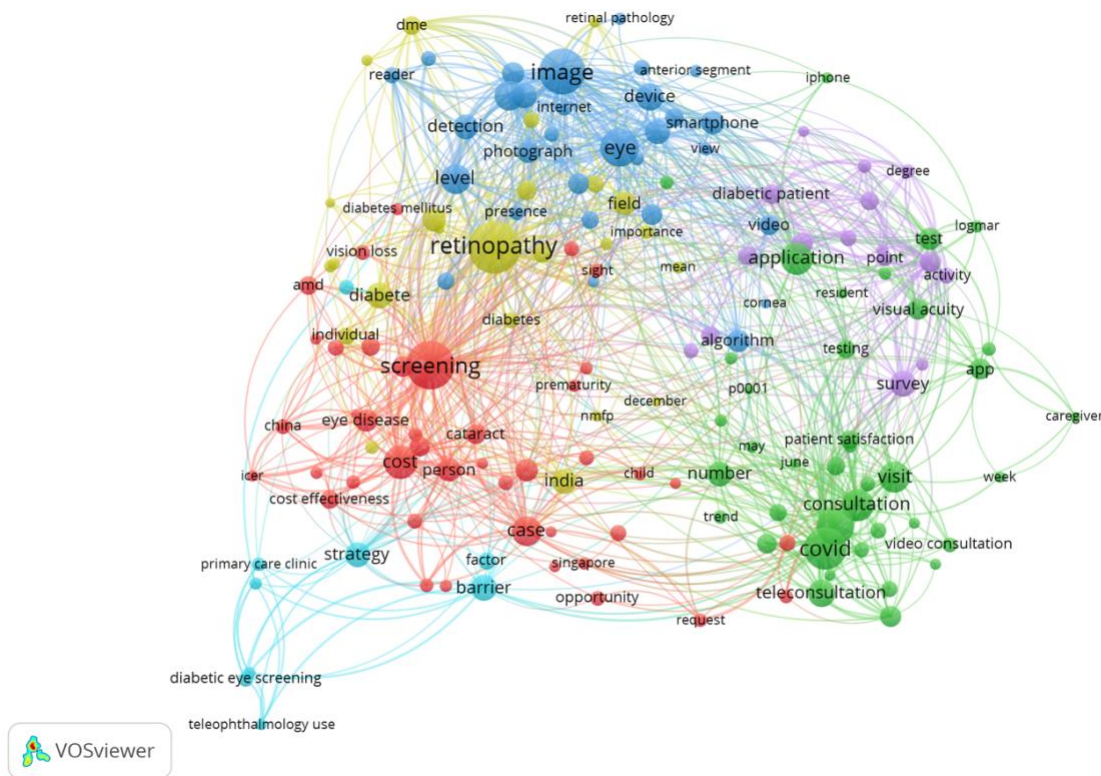 retinal pathology
dme
image
anterior segment
reader
iphone
internet
device
detection
smartphone
photograph
eye
view
level
degree
diabetic patient
field
diabetes mellitus
presence
video
logmar
importance
test
retinopathy
vision loss
application
point
sight
mean
activity
amd
resident
diabete
cornea
visual acuity
diabetes
individual
algorithm
testing
screening
app
prematurity
p0001
survey
december
nmfp
caregiver
eye disease
china
cataract
may
patient satisfaction
cost
person
june
icer
india
child
number
visit
week
cost effectiveness
consultation
trend
case
video consultation
covid
strategy
primary care clinic
factor
singapore
barrier
teleconsultation
opportunity
request
diabetic eye screening
teleophthalmology use
VOSviewer